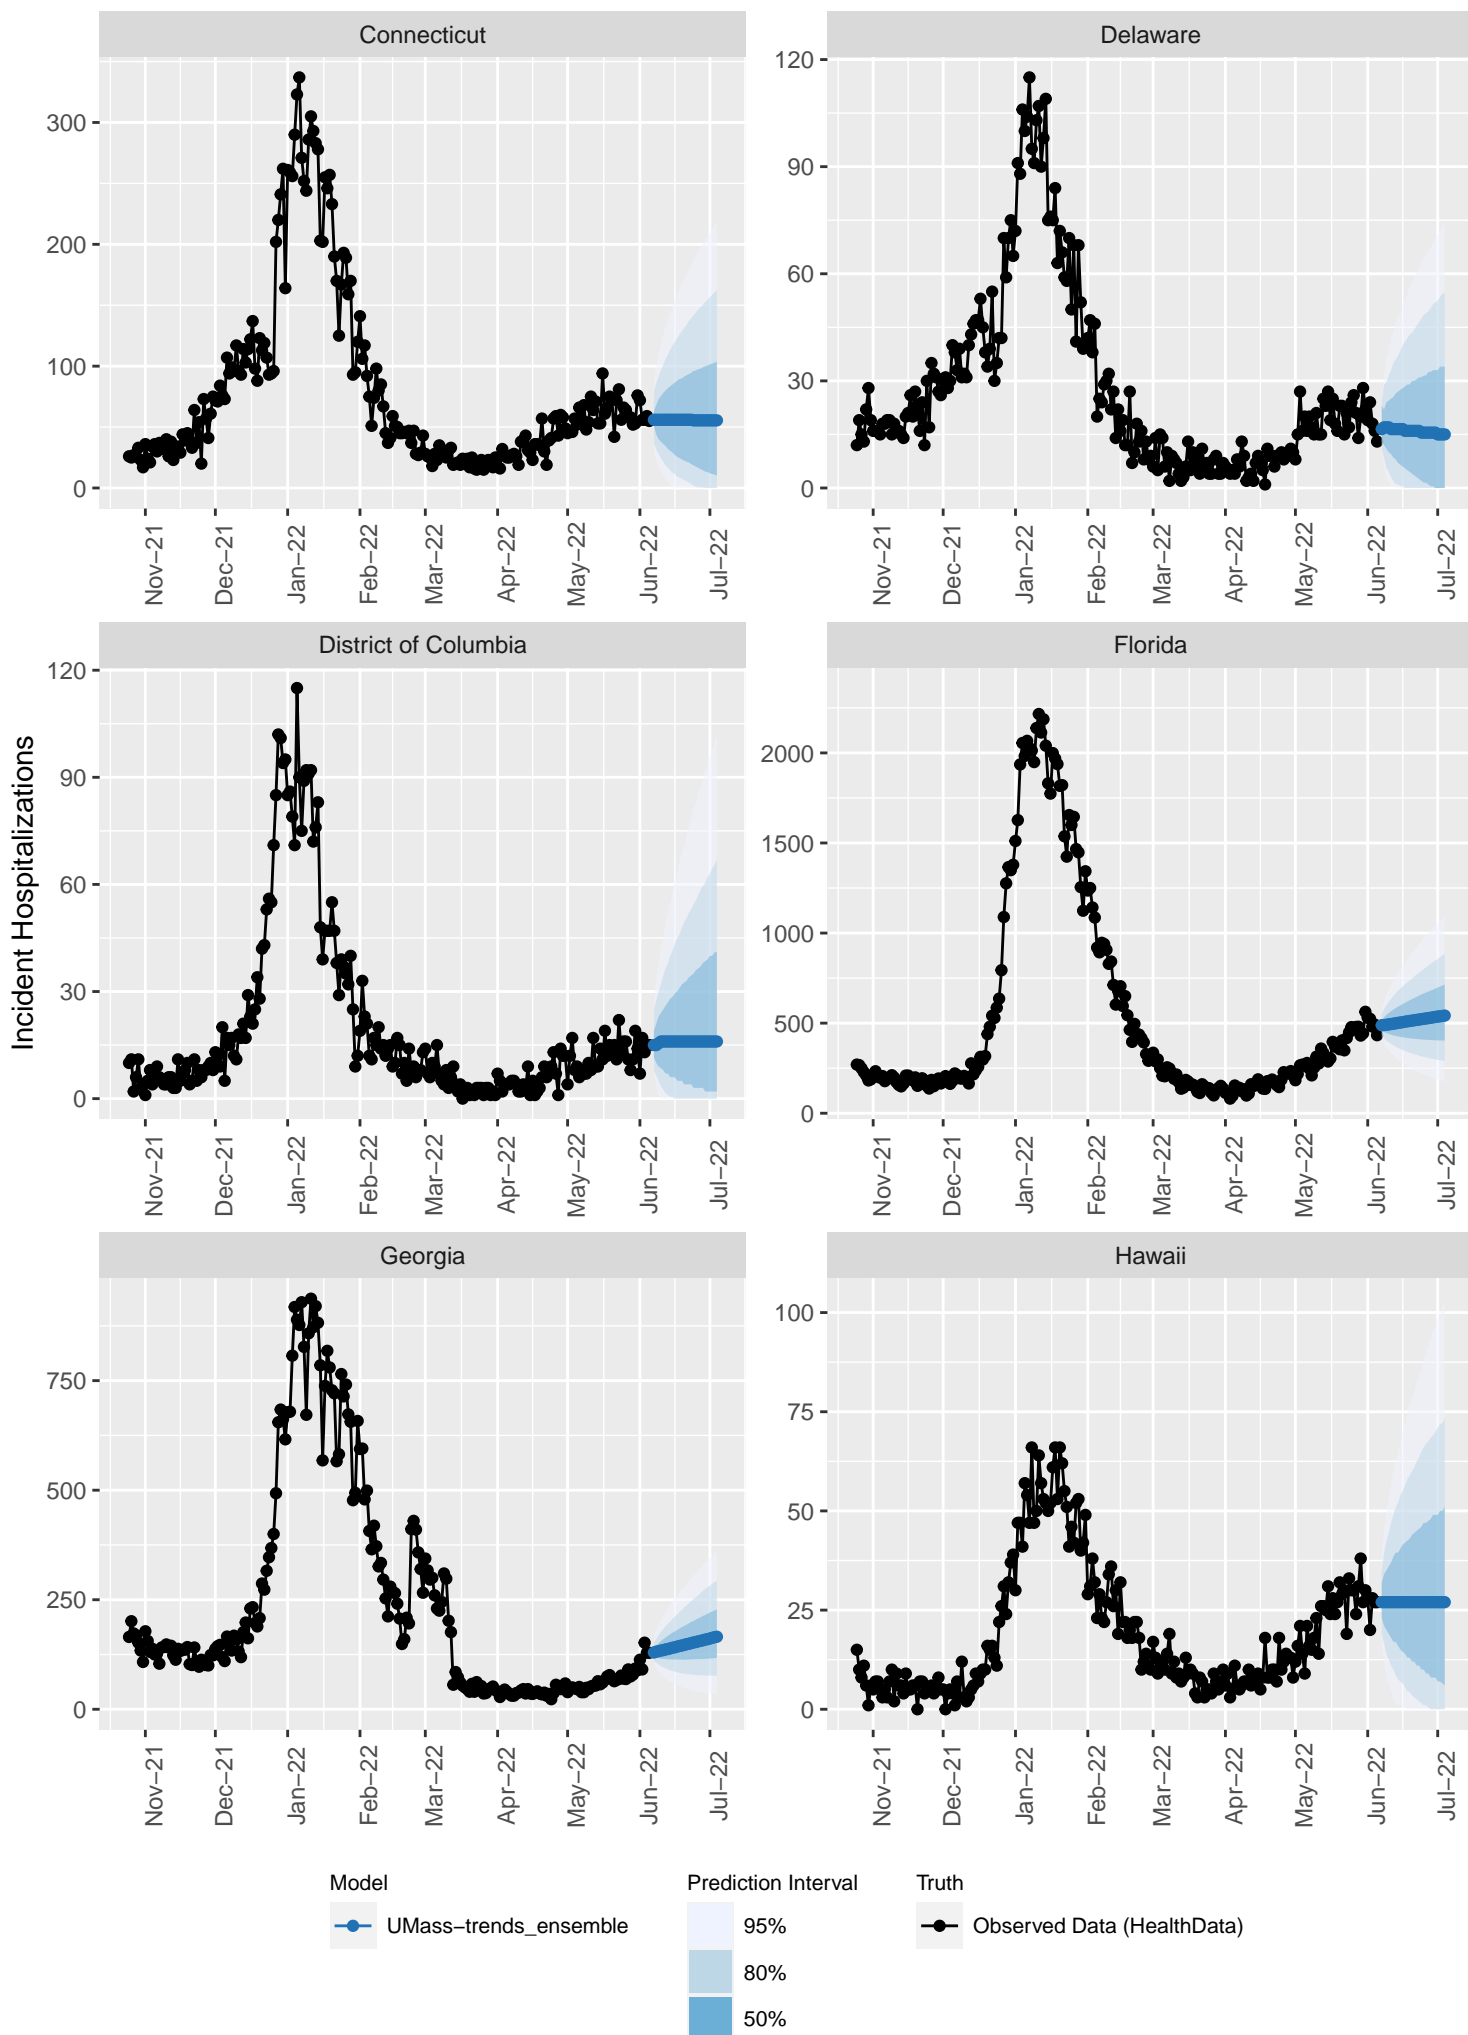 Connecticut
Delaware
300
200
100
0
120
90
60
30
0
Nov−21
Dec−21
Jan−22
Feb−22
Mar−22
Apr−22
May−22
Jun−22
Jul−22
Nov−21
Dec−21
Jan−22
Feb−22
Mar−22
Apr−22
May−22
Jun−22
Jul−22
Incident Hospitalizations
District of Columbia
Florida
120
90
60
30
0
2000
1500
1000
500
0
Nov−21
Dec−21
Jan−22
Feb−22
Mar−22
Apr−22
May−22
Jun−22
Jul−22
Nov−21
Dec−21
Jan−22
Feb−22
Mar−22
Apr−22
May−22
Jun−22
Jul−22
Georgia
Hawaii
750
500
250
0
100
75
50
25
0
Nov−21
Dec−21
Jan−22
Feb−22
Mar−22
Apr−22
May−22
Jun−22
Jul−22
Nov−21
Dec−21
Jan−22
Feb−22
Mar−22
Apr−22
May−22
Jun−22
Jul−22
Model
UMass−trends_ensemble
Prediction Interval
95%
80%
50%
Truth
Observed Data (HealthData)